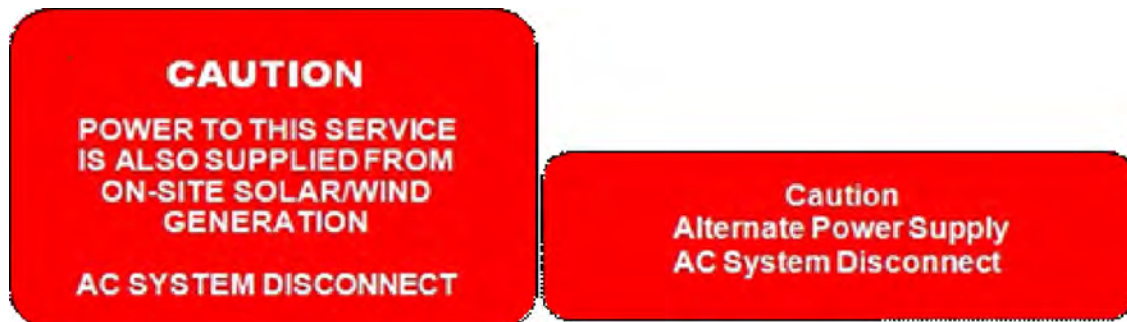 CAUTION
POWER TO THIS SERVICE
IS ALSO SUPPLIED FROM
ON-SITE SOLAR/WIND
GENERATION
AC SYSTEM DISCONNECT
Caution
Alternate Power Supply
AC System Disconnect